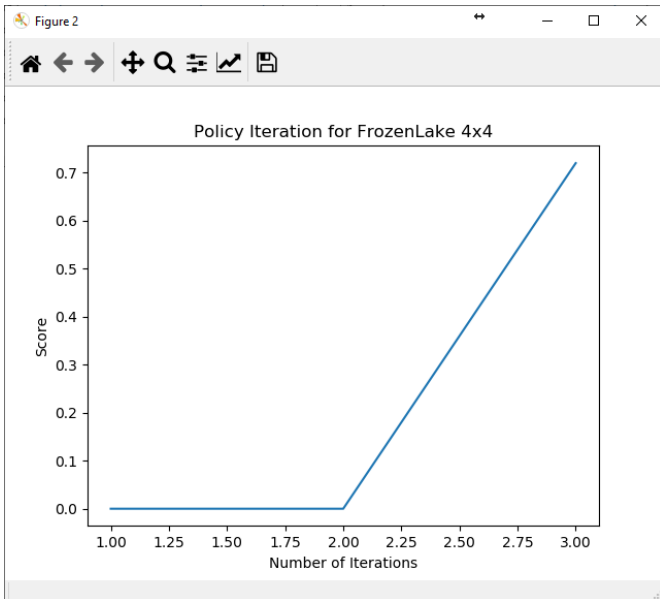 Figure 2
Policy Iteration for FrozenLake 4x4
0.7
0.6
0.5
0.4
0.3
0.2
0.1
0.0
Score
1.00 1.25 1.50 1.75 2.00 2.25 2.50 2.75 3.00
Number of Iterations